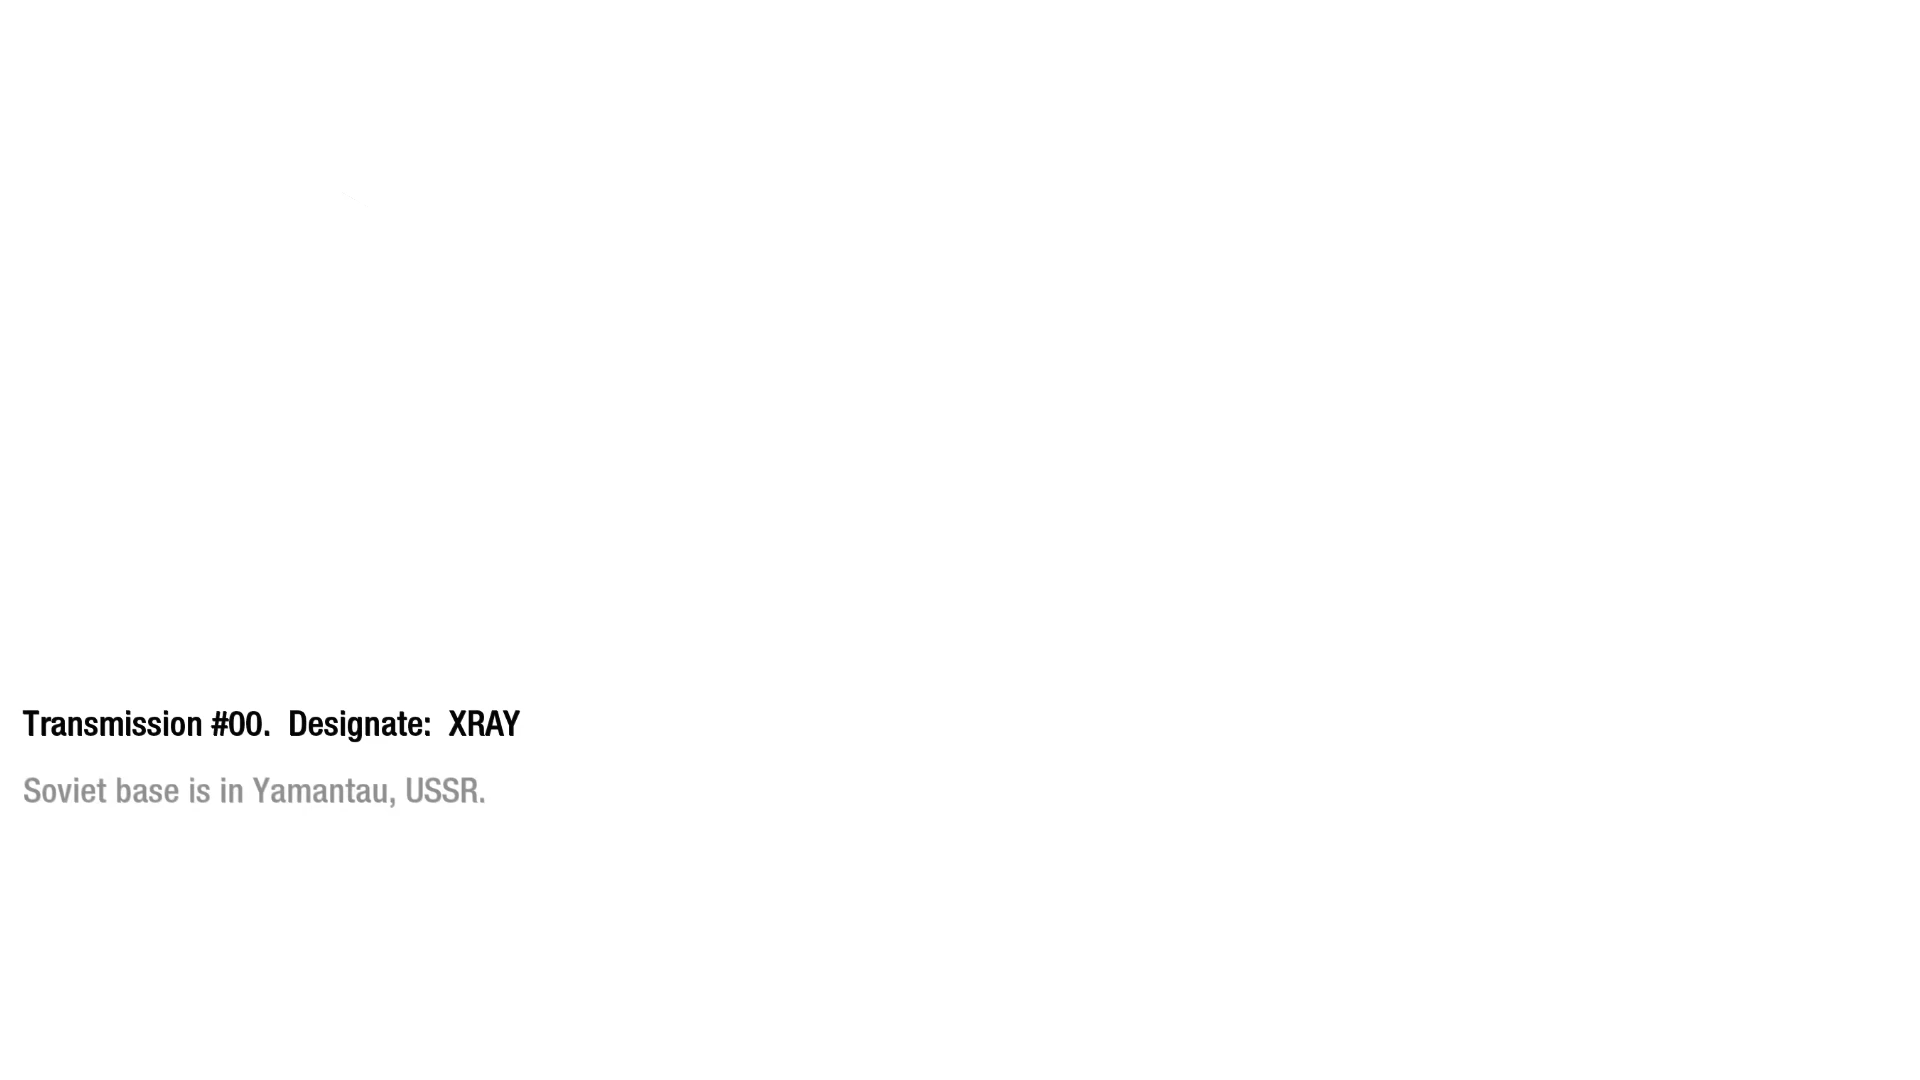 Transmission #00.  Designate:  XRAY
Soviet base is in Yamantau, USSR.